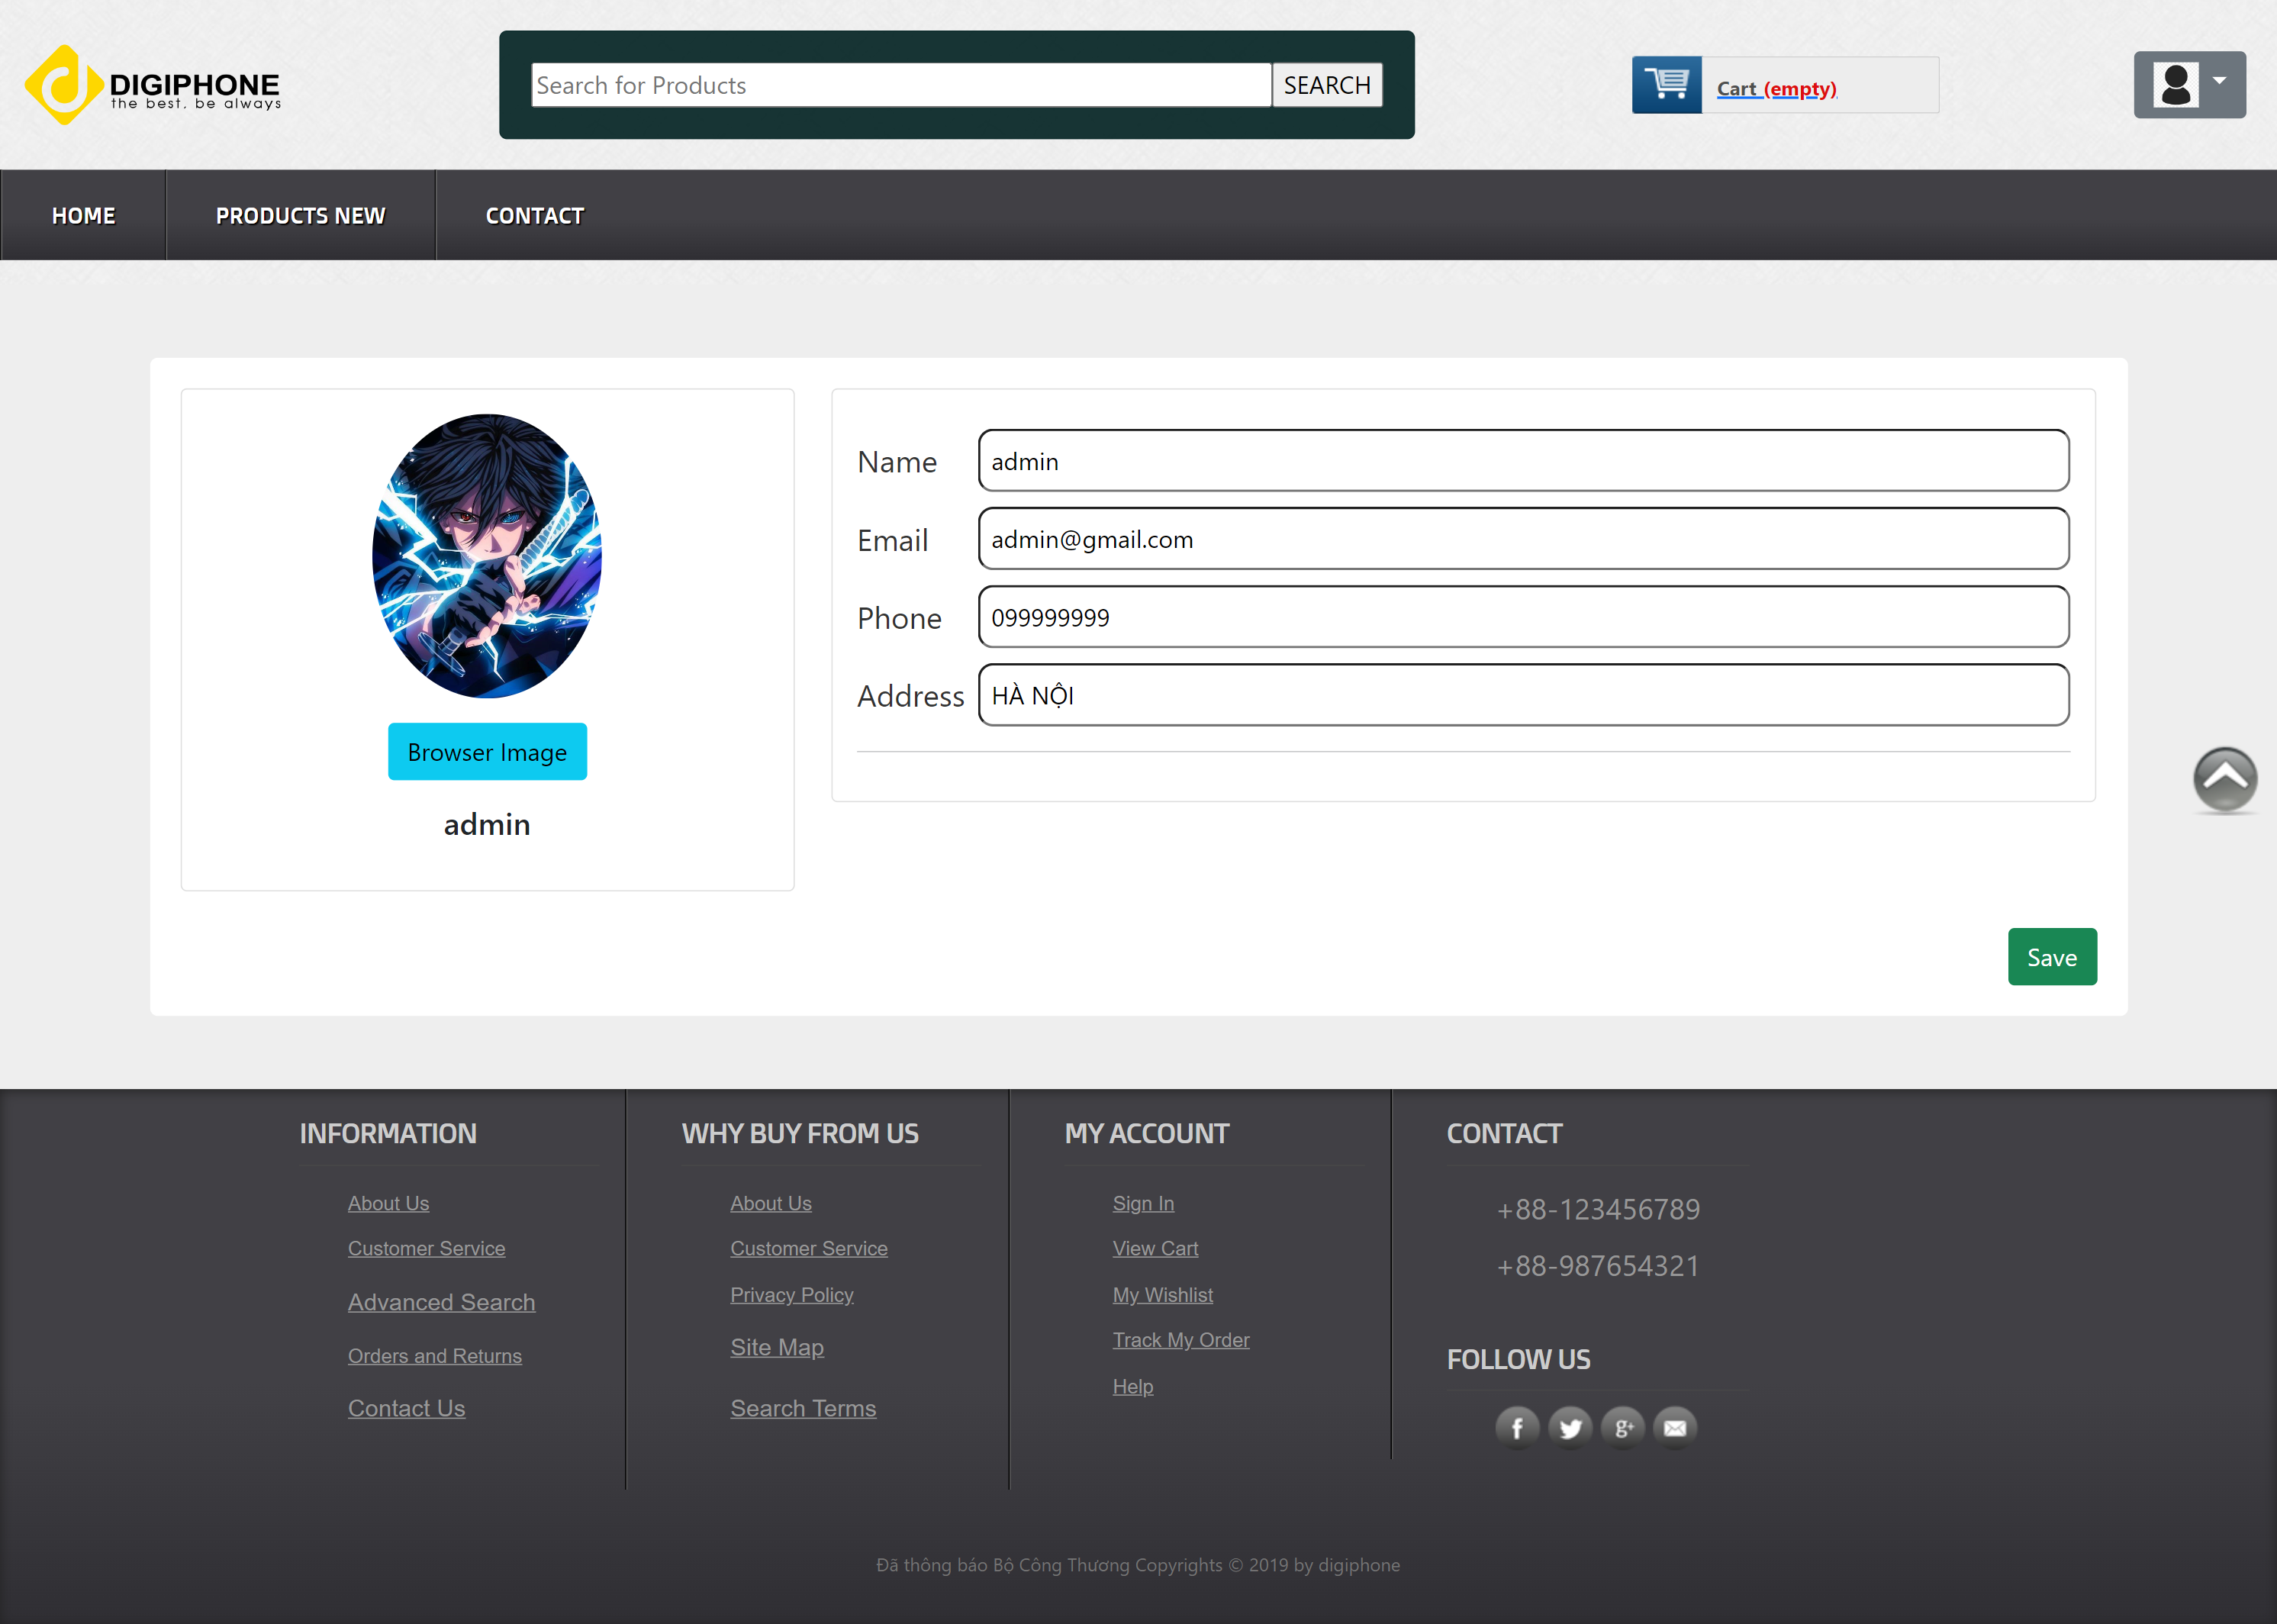 DIGIPHONE
the best. be always
Search for Products
SEARCH
Cart (empty)
HOME
PRODUCTS NEW
CONTACT
Browser Image
admin
Name
admin
Email
admin@gmail.com
Phone
099999999
Address
HÀ NỘI
Save
INFORMATION
About Us
Customer Service
Advanced Search
Orders and Returns
Contact Us
WHY BUY FROM US
About Us
Customer Service
Privacy Policy
Site Map
Search Terms
MY ACCOUNT
Sign In
View Cart
My Wishlist
Track My Order
Help
CONTACT
+88-123456789
+88-987654321
FOLLOW US
f
g+
Đã thông báo Bộ Công Thương Copyrights © 2019 by digiphone